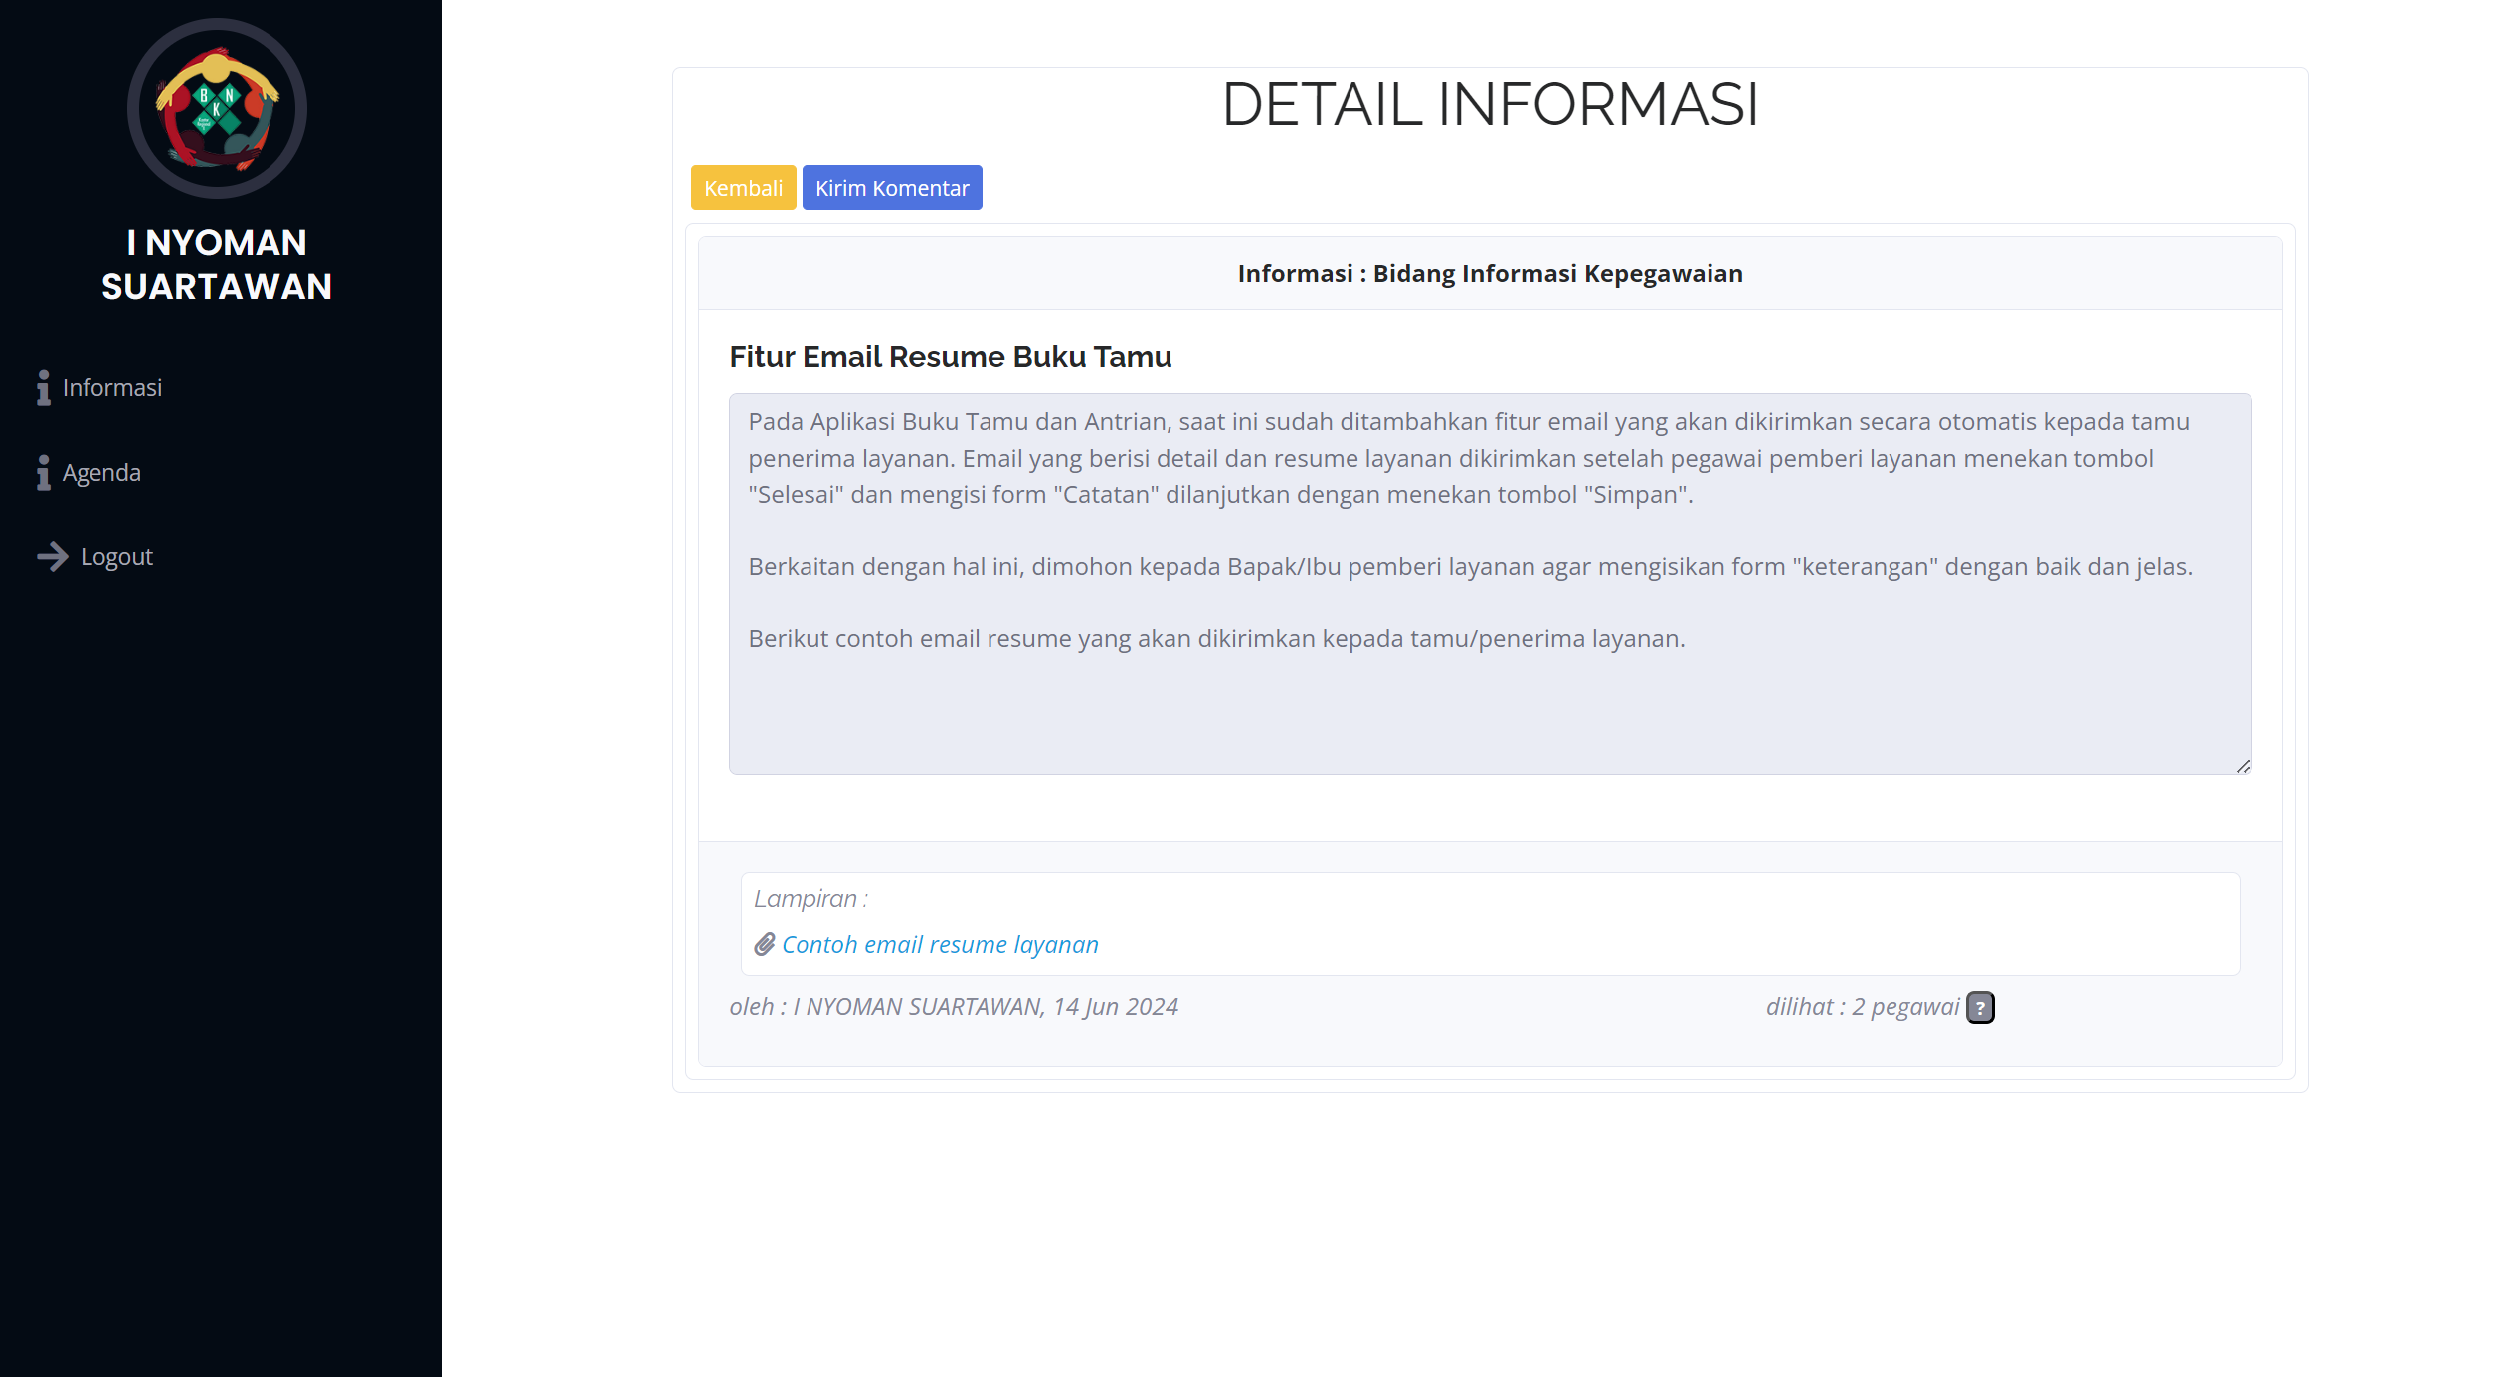 B N
K
I NYOMAN
SUARTAWAN
Informasi
Agenda
Logout
DETAIL INFORMASI
Kembali
Kirim Komentar
Informasi : Bidang Informasi Kepegawaian
Fitur Email Resume Buku Tamu
Pada Aplikasi Buku Tamu dan Antrian, saat ini sudah ditambahkan fitur email yang akan dikirimkan secara otomatis kepada tamu
penerima layanan. Email yang berisi detail dan resume layanan dikirimkan setelah pegawai pemberi layanan menekan tombol
"Selesai" dan mengisi form "Catatan" dilanjutkan dengan menekan tombol "Simpan".
Berkaitan dengan hal ini, dimohon kepada Bapak/Ibu pemberi layanan agar mengisikan form "keterangan" dengan baik dan jelas.
Berikut contoh email resume yang akan dikirimkan kepada tamu/penerima layanan.
Lampiran :
Contoh email resume layanan
oleh : I NYOMAN SUARTAWAN, 14 Jun 2024
dilihat : 2 pegawai ?